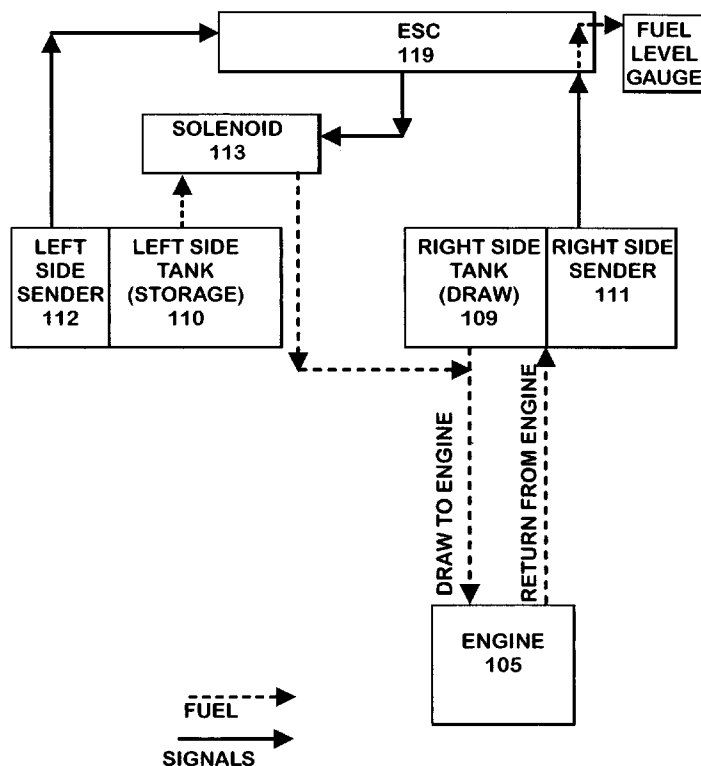 ESC
119
FUEL
LEVEL
GAUGE
SOLENOID
113
LEFT
SIDE
SENDER
112
LEFT SIDE
TANK
(STORAGE)
110
RIGHT SIDE
TANK
(DRAW)
109
RIGHT SIDE
SENDER
111
DRAW TO ENGINE
RETURN FROM ENGINE
ENGINE
105
FUEL
SIGNALS